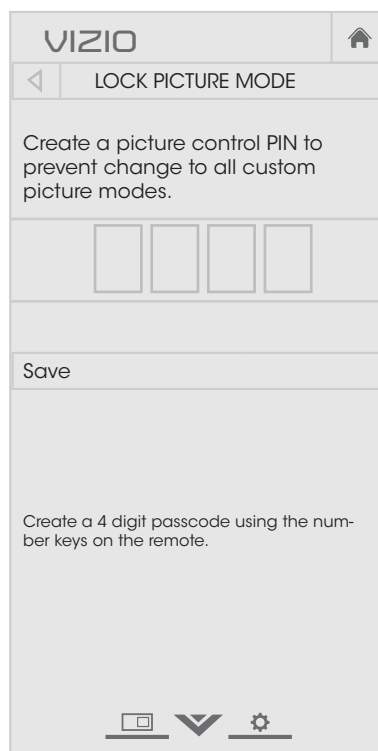 VIZIO
LOCK PICTURE MODE
Create a picture control PIN to
prevent change to all custom
picture modes.
Save
Create a 4 digit passcode using the num-
ber keys on the remote.